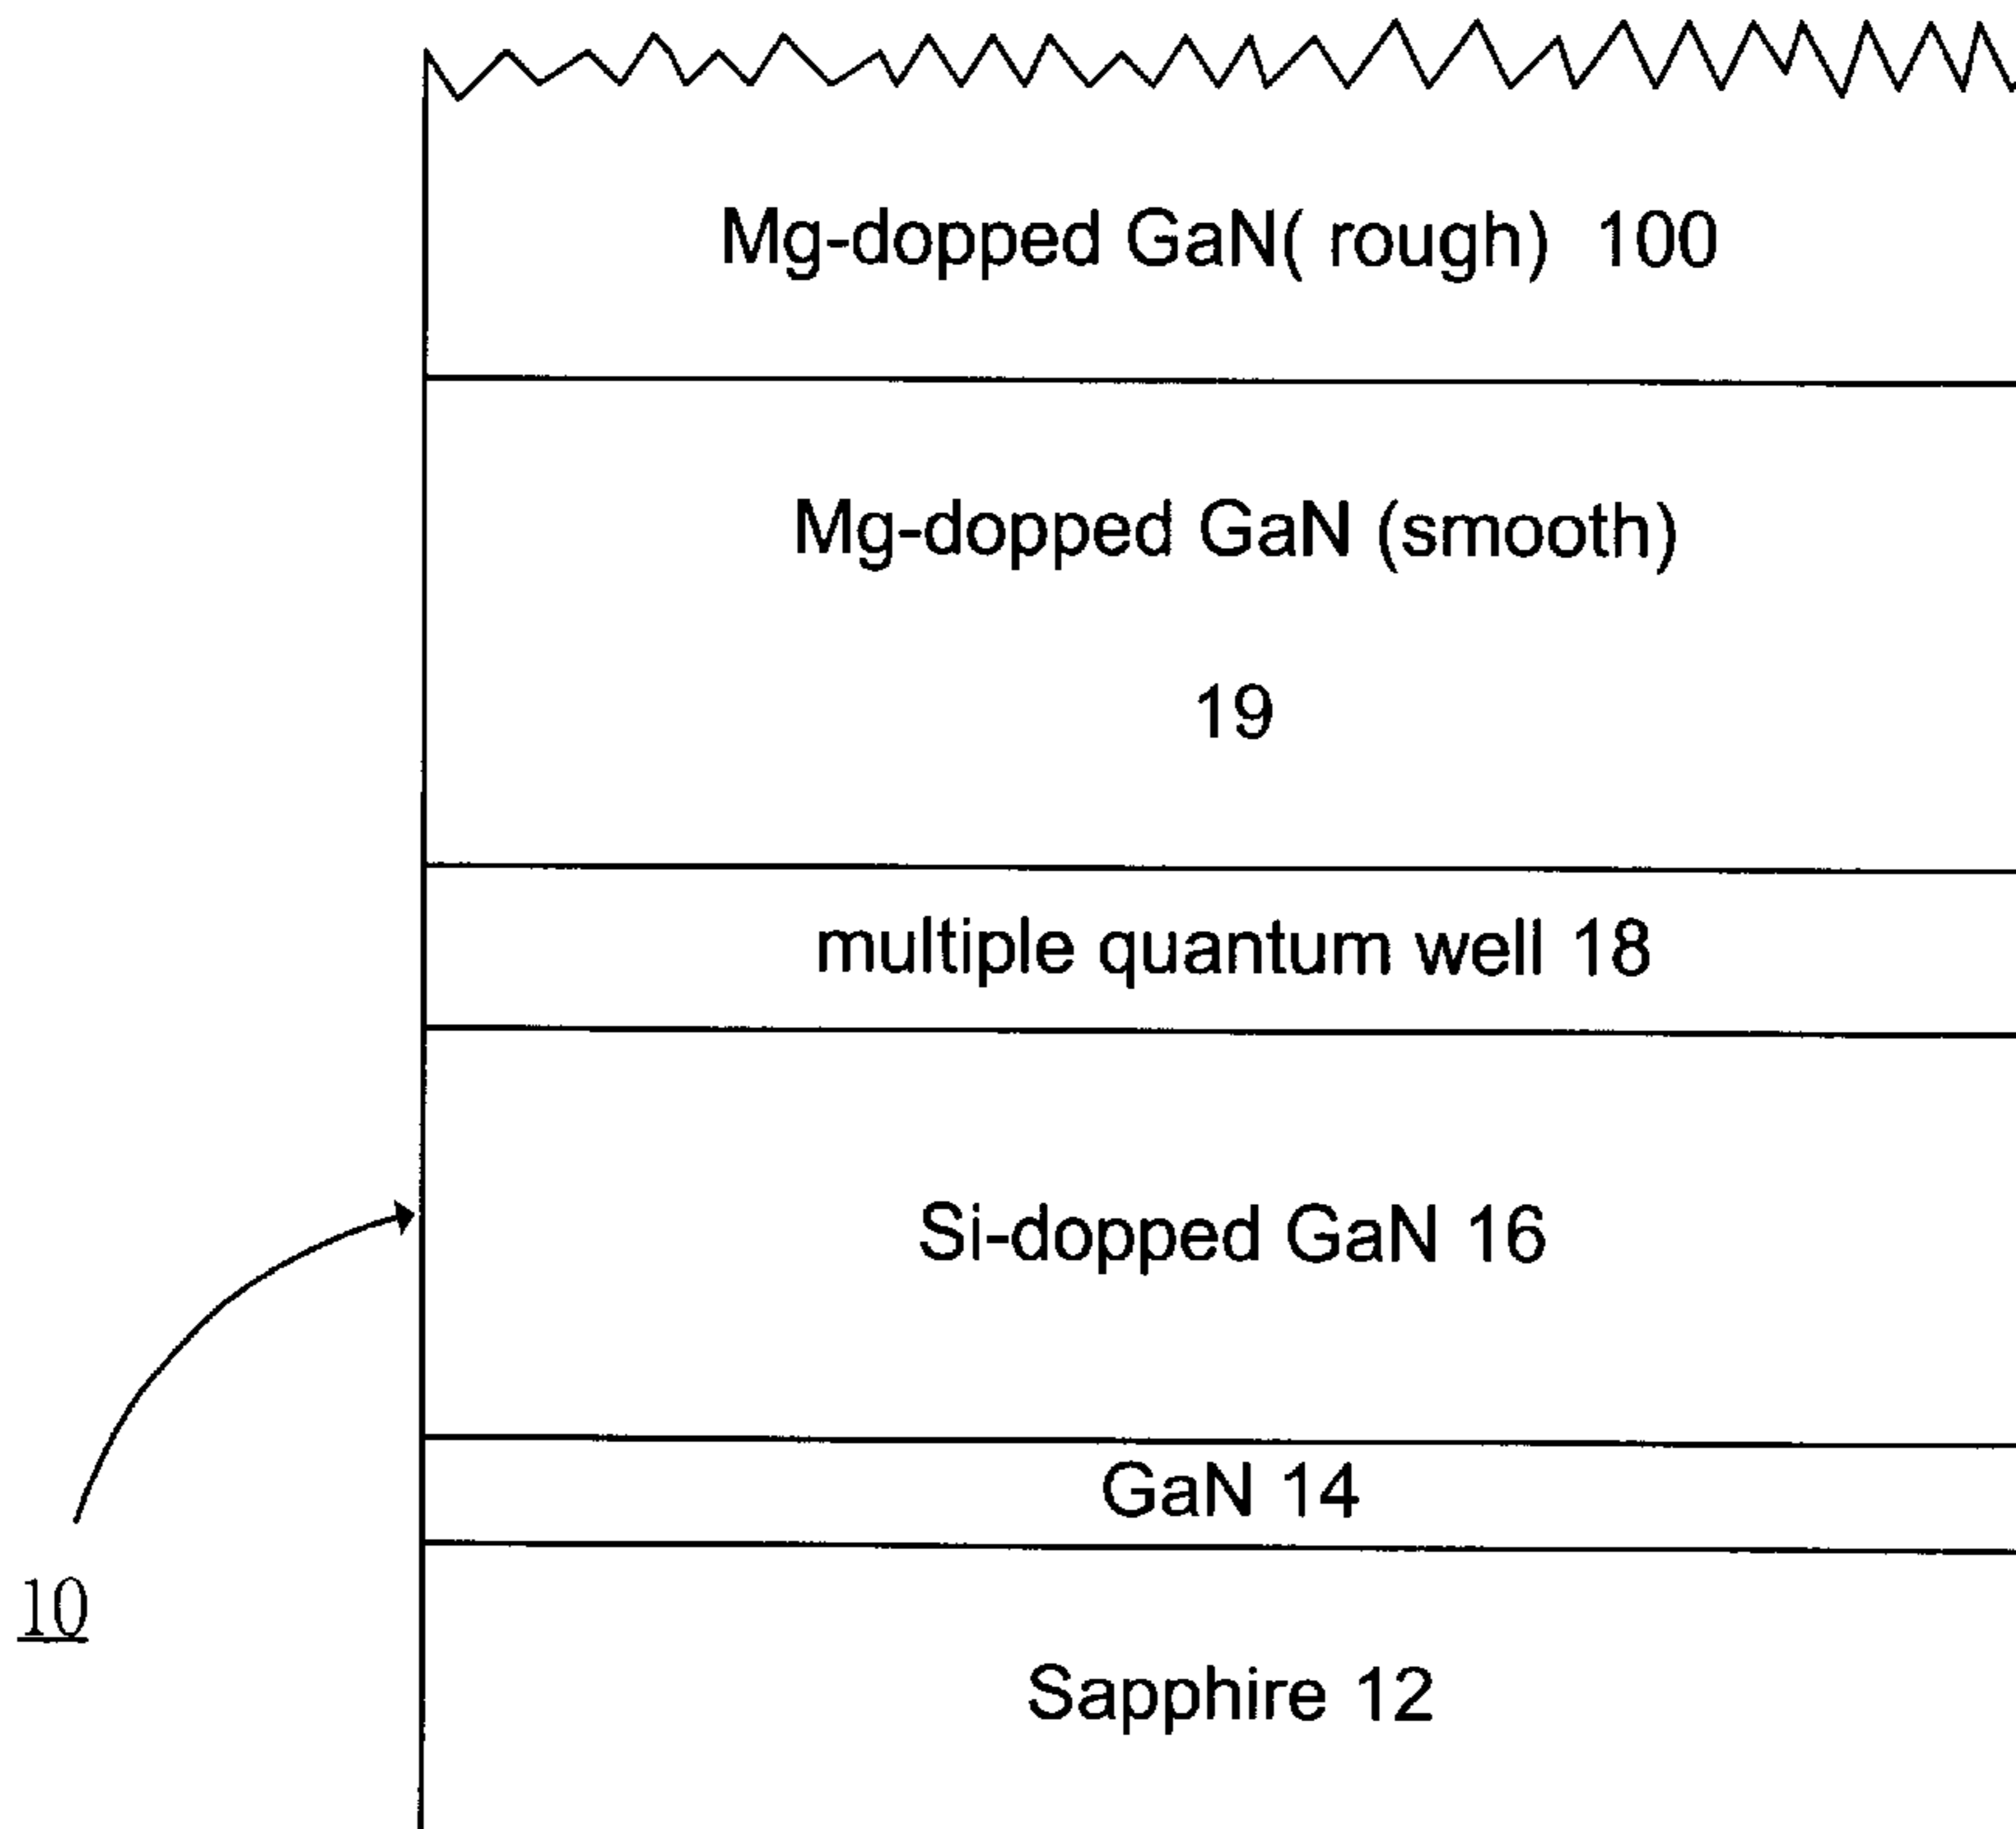 Mg-dopped GaN( rough) 100
Mg-dopped GaN (smooth)
19
multiple quantum well 18
Si-dopped GaN 16
GaN 14
10
Sapphire 12